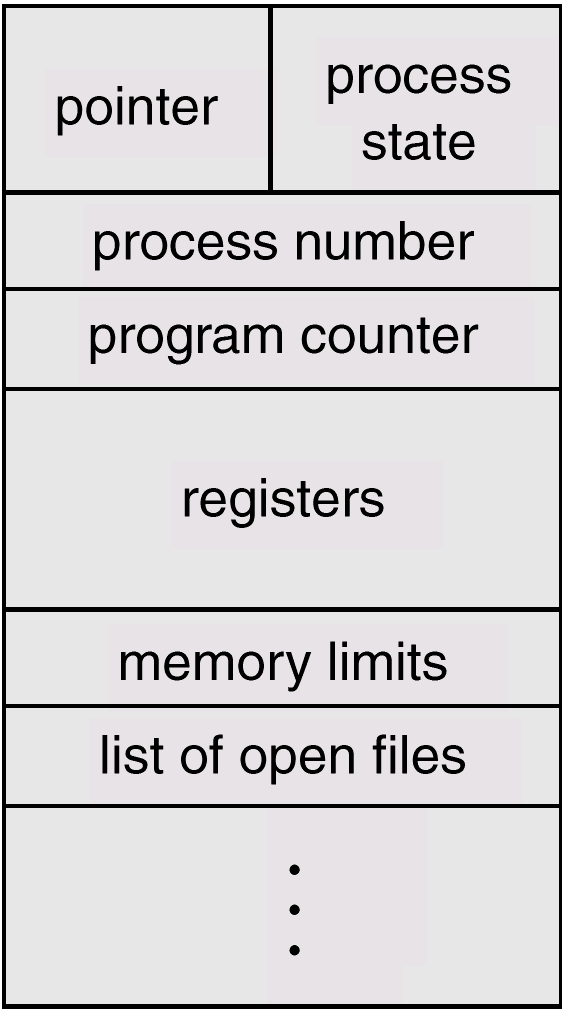 pointer
process
state
process number
program counter
registers
memory limits
list of open files